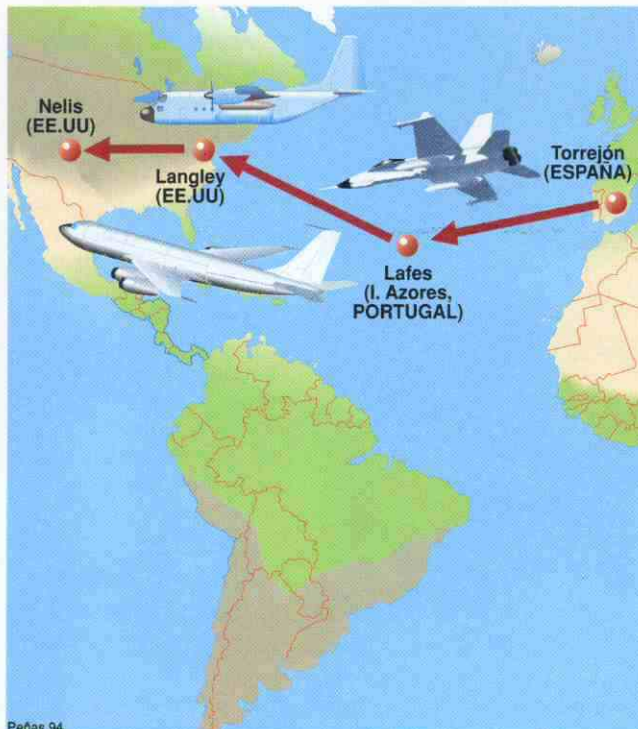 Nelis
(EE.UU)
Langley
(EE.UU)
Torrejón
(ESPAÑA)
Lafes
(I. Azores,
PORTUGAL)
Peñas 94